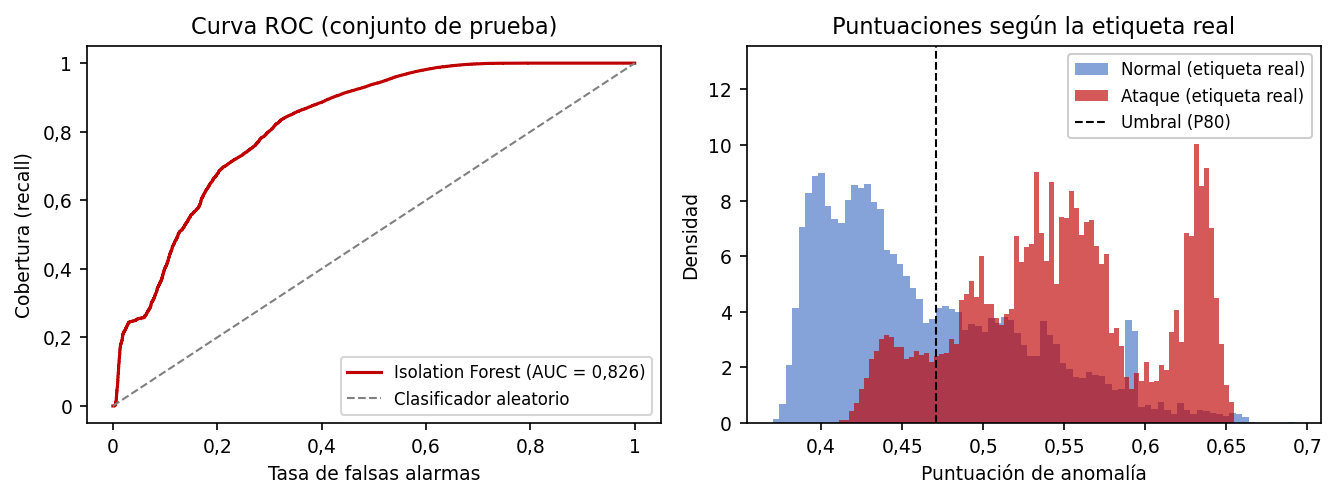 Curva ROC (conjunto de prueba)
Cobertura (recall)
1
0,8
0,6
0,4
0,2
0
Isolation Forest (AUC = 0,826)
Clasificador aleatorio
0 0,2 0,4 0,6 0,8 1
Tasa de falsas alarmas
Puntuaciones según la etiqueta real
Densidad
12
10
8
6
4
2
0
Normal (etiqueta real)
Ataque (etiqueta real)
Umbral (P80)
0,4 0,45 0,5 0,55 0,6 0,65 0,7
Puntuación de anomalía